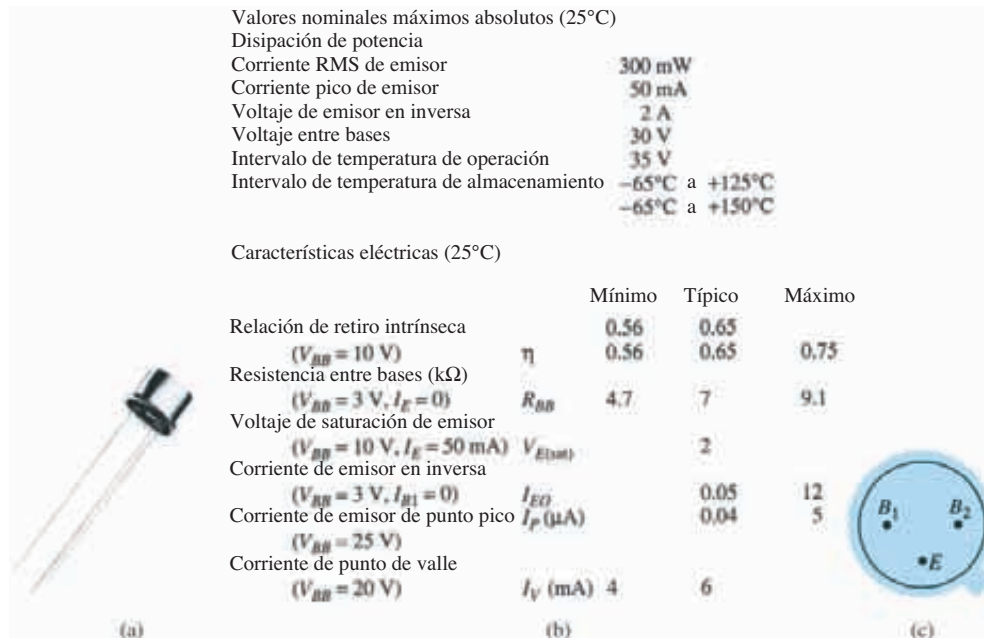 Valores nominales máximos absolutos (25°C)
Disipación de potencia
Corriente RMS de emisor 300 mW
Corriente pico de emisor 50 mA
Voltaje de emisor en inversa 2 A
Voltaje entre bases 30 V
Intervalo de temperatura de operación 35 V
Intervalo de temperatura de almacenamiento −65°C a +125°C
−65°C a +150°C
Características eléctricas (25°C)
Mínimo Típico Máximo
Relación de retiro intrínseca 0.56 0.65
(V_BB = 10 V) η 0.56 0.65 0.75
Resistencia entre bases (kΩ)
(V_BB = 3 V, I_E = 0) R_BB 4.7 7 9.1
Voltaje de saturación de emisor
(V_BB = 10 V, I_E = 50 mA) V_E(sat) 2
Corriente de emisor en inversa
(V_BB = 3 V, I_B1 = 0) I_EO 0.05 12
Corriente de emisor de punto pico I_P (μA) 0.04 5
(V_BB = 25 V)
Corriente de punto de valle
(V_BB = 20 V) I_V (mA) 4 6
B₁ B₂
E
(a) (b) (c)